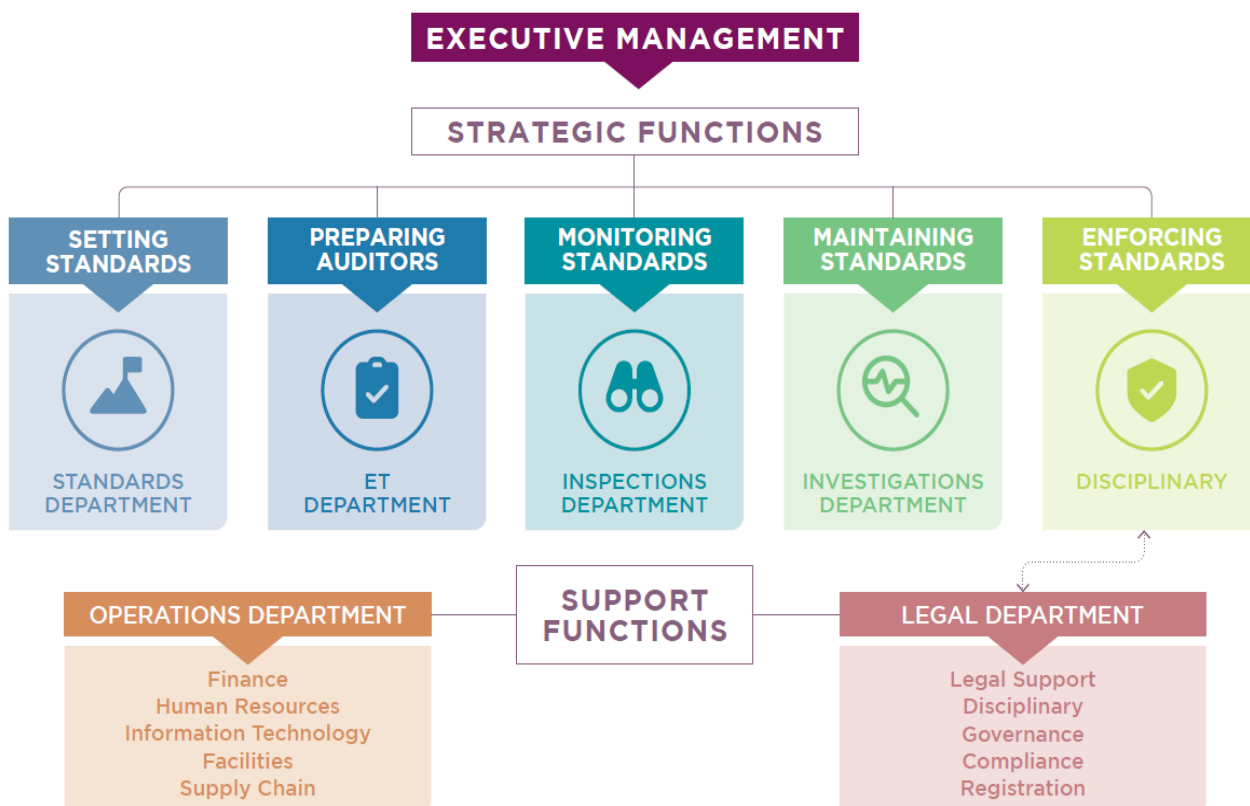 EXECUTIVE MANAGEMENT
STRATEGIC FUNCTIONS
SETTING
STANDARDS
STANDARDS
DEPARTMENT
PREPARING
AUDITORS
ET
DEPARTMENT
MONITORING
STANDARDS
INSPECTIONS
DEPARTMENT
MAINTAINING
STANDARDS
INVESTIGATIONS
DEPARTMENT
ENFORCING
STANDARDS
DISCIPLINARY
SUPPORT
FUNCTIONS
OPERATIONS DEPARTMENT
Finance
Human Resources
Information Technology
Facilities
Supply Chain
LEGAL DEPARTMENT
Legal Support
Disciplinary
Governance
Compliance
Registration